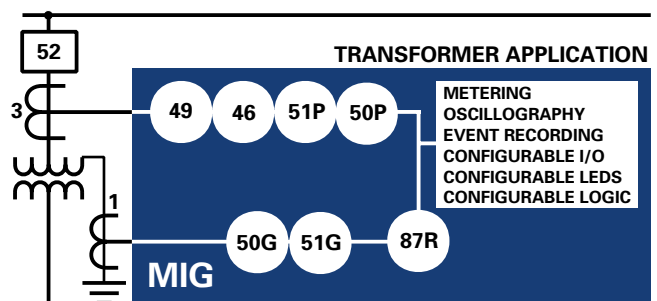 52
TRANSFORMER APPLICATION
3
49 46 51P 50P
METERING
OSCILLOGRAPHY
EVENT RECORDING
CONFIGURABLE I/O
CONFIGURABLE LEDS
CONFIGURABLE LOGIC
1
50G 51G 87R
MIG